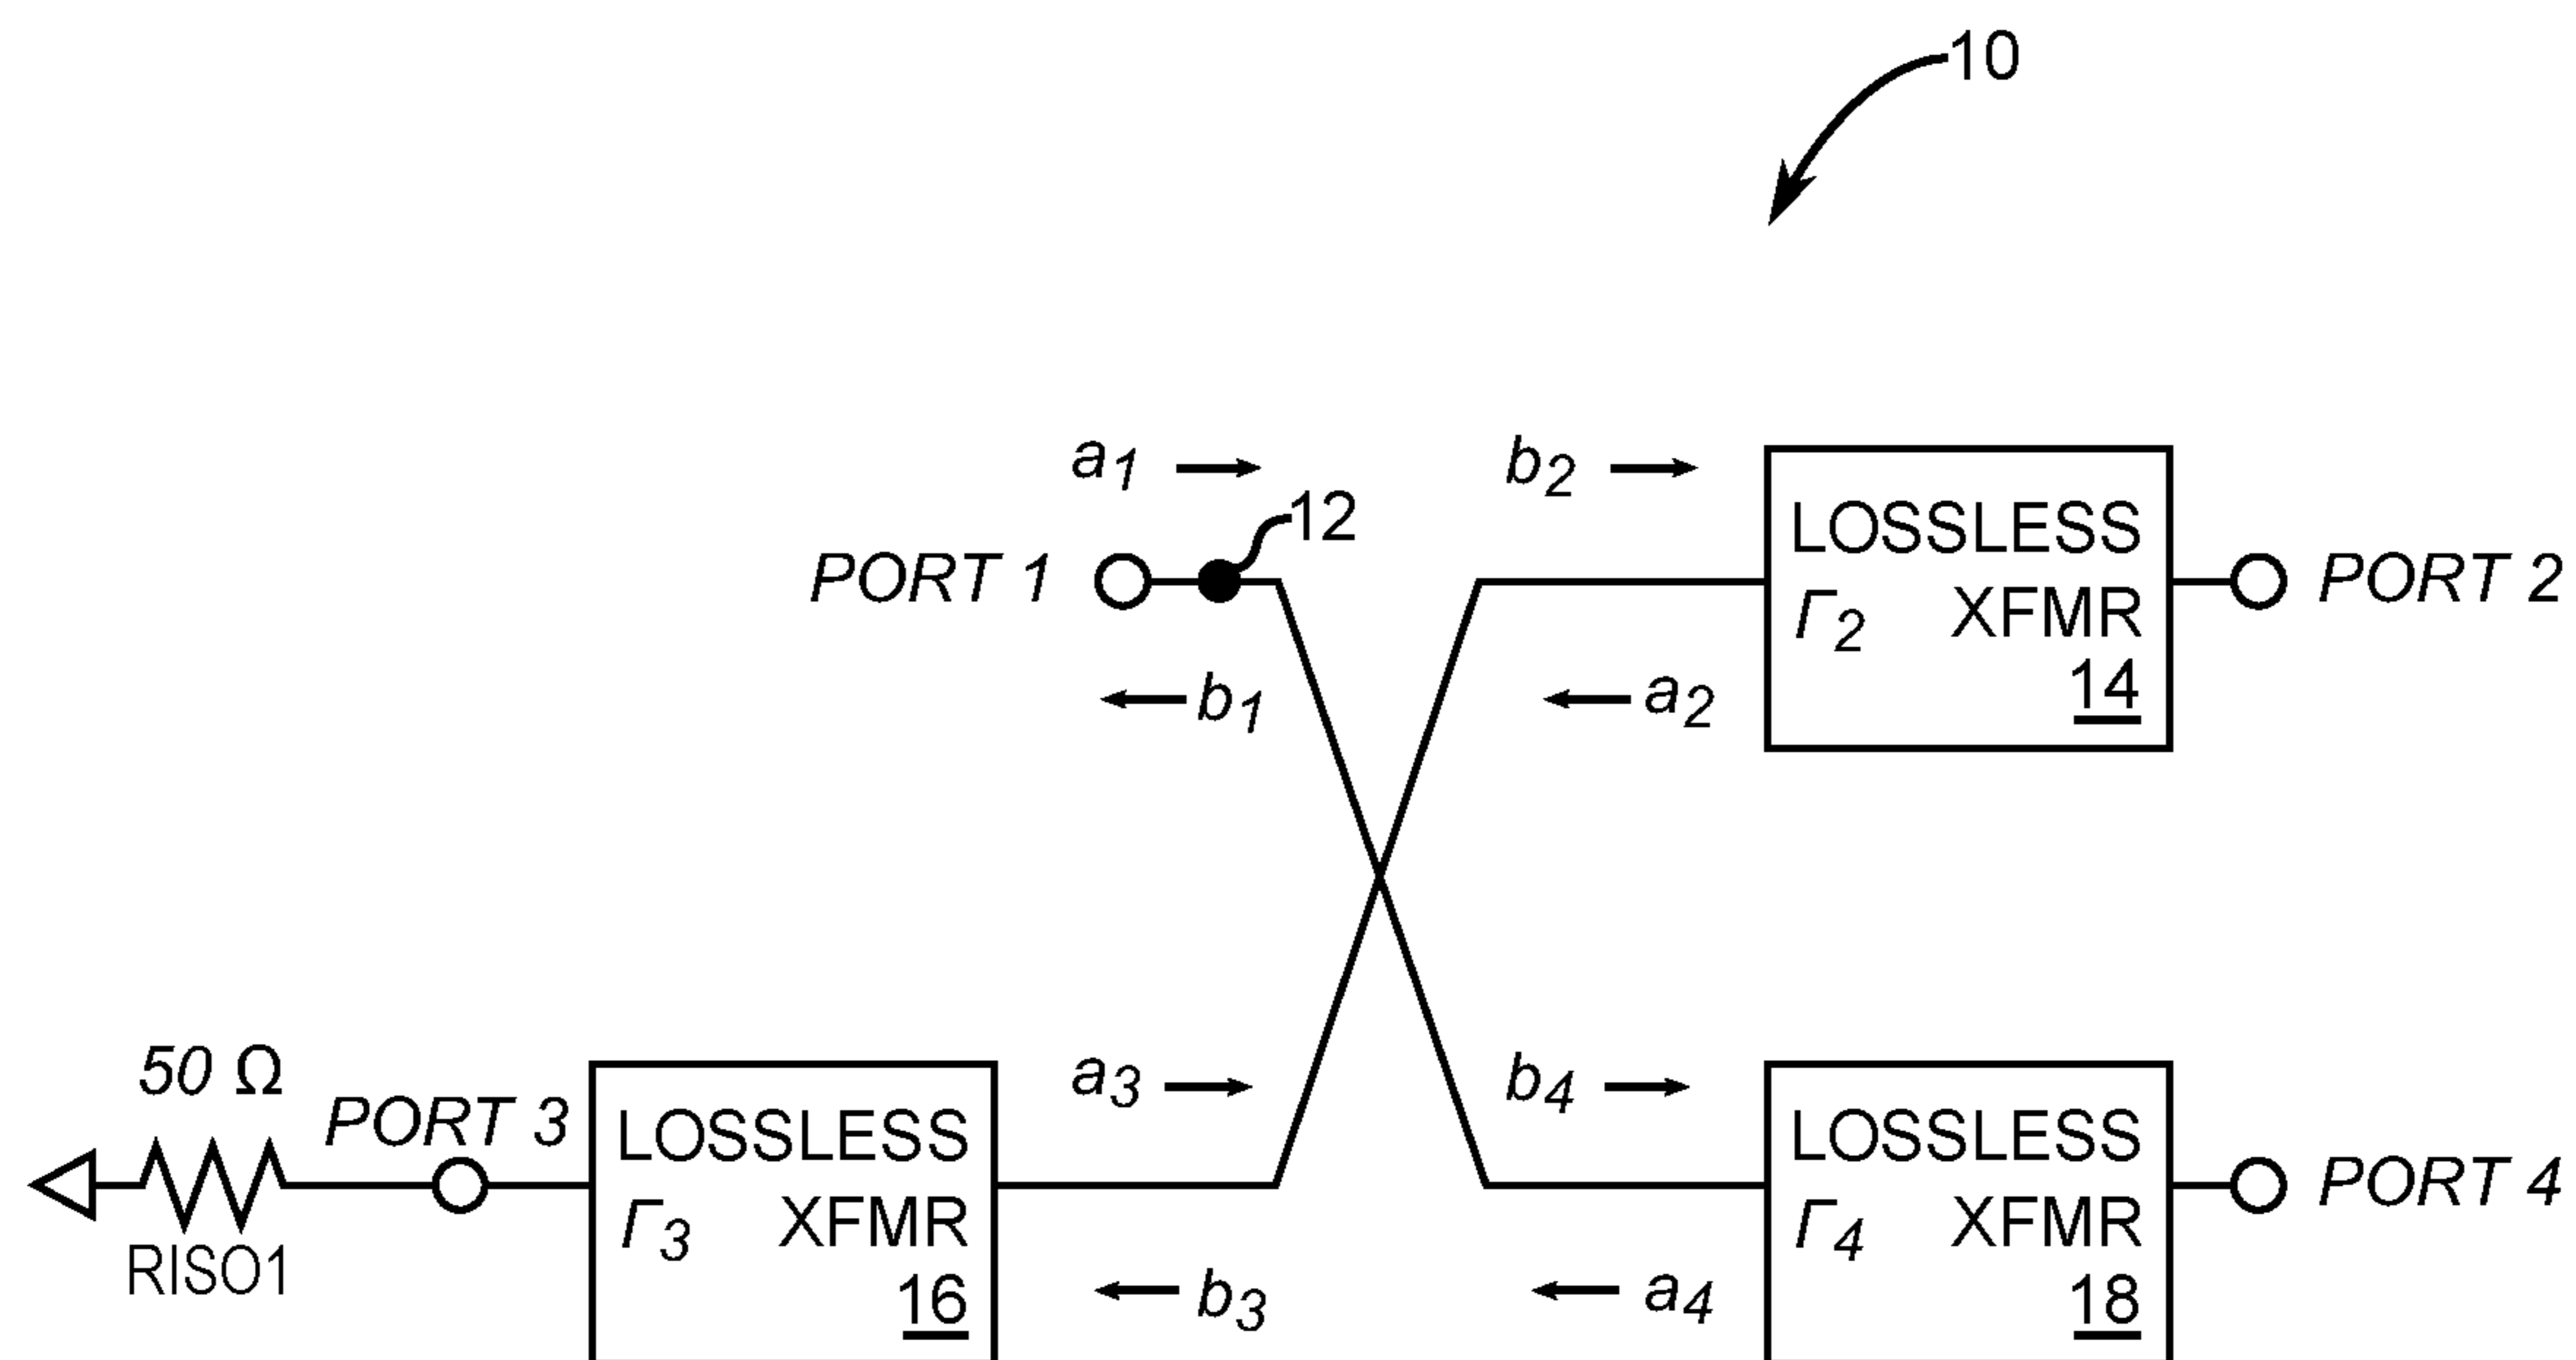 10
a1
b2
12
PORT 1
LOSSLESS
Γ2 XFMR
14
PORT 2
b1
a2
50 Ω
PORT 3
RISO1
LOSSLESS
Γ3 XFMR
16
a3
b4
b3
a4
LOSSLESS
Γ4 XFMR
18
PORT 4